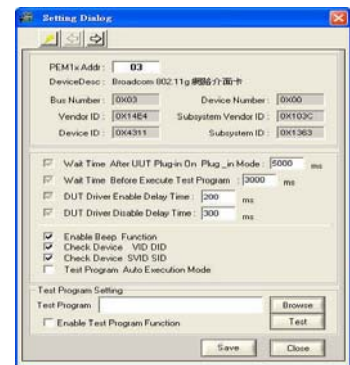 Setting Dialog
PEM1x Addr : 03
DeviceDesc : Broadcom 802.11g 網路介面卡
Bus Number : 0X03 Device Number : 0X00
Vendor ID : 0X14E4 Subsystem Vendor ID : 0X103C
Device ID : 0X4311 Subsystem ID : 0X1363
Wait Time After UUT Plug-in On Plug_in Mode : 5000 ms
Wait Time Before Execute Test Program : 3000 ms
DUT Driver Enable Delay Time : 200 ms
DUT Driver Disable Delay Time : 300 ms
Enable Beep Function
Check Device VID DID
Check Device SVID SID
Test Program Auto Execution Mode
Test Program Setting
Test Program Browse
Enable Test Program Function Test
Save Close